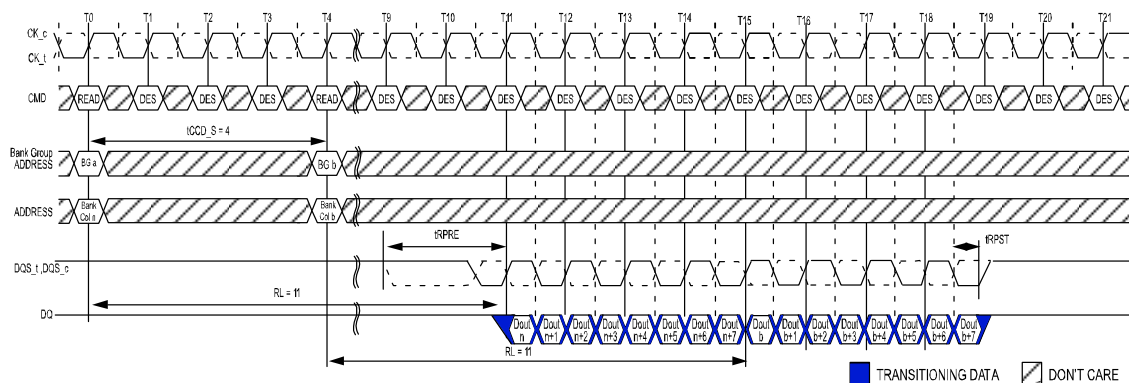 T0 T1 T2 T3 T4 T9 T10 T11 T12 T13 T14 T15 T16 T17 T18 T19 T20 T21
CK_c
CK_t
CMD READ DES DES DES READ DES DES DES DES DES DES DES DES DES DES DES DES DES
tCCD_S = 4
Bank Group
ADDRESS BG a BG b
ADDRESS Bank Col n Bank Col b
tRPRE tRPST
DQS_t ,DQS_c
RL = 11
DQ Dout n Dout n+1 Dout n+2 Dout n+3 Dout n+4 Dout n+5 Dout n+6 Dout n+7 Dout b Dout b+1 Dout b+2 Dout b+3 Dout b+4 Dout b+5 Dout b+6 Dout b+7
RL = 11
TRANSITIONING DATA DON'T CARE